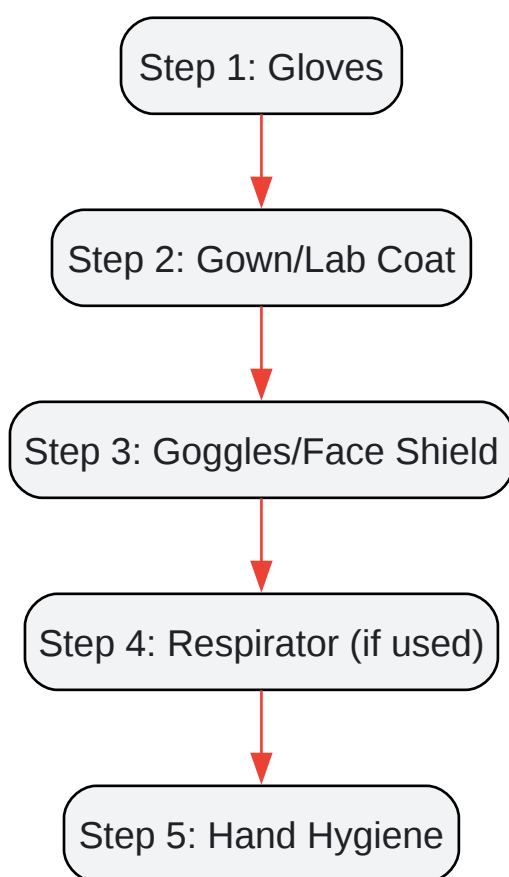 Step 1: Gloves
Step 2: Gown/Lab Coat
Step 3: Goggles/Face Shield
Step 4: Respirator (if used)
Step 5: Hand Hygiene